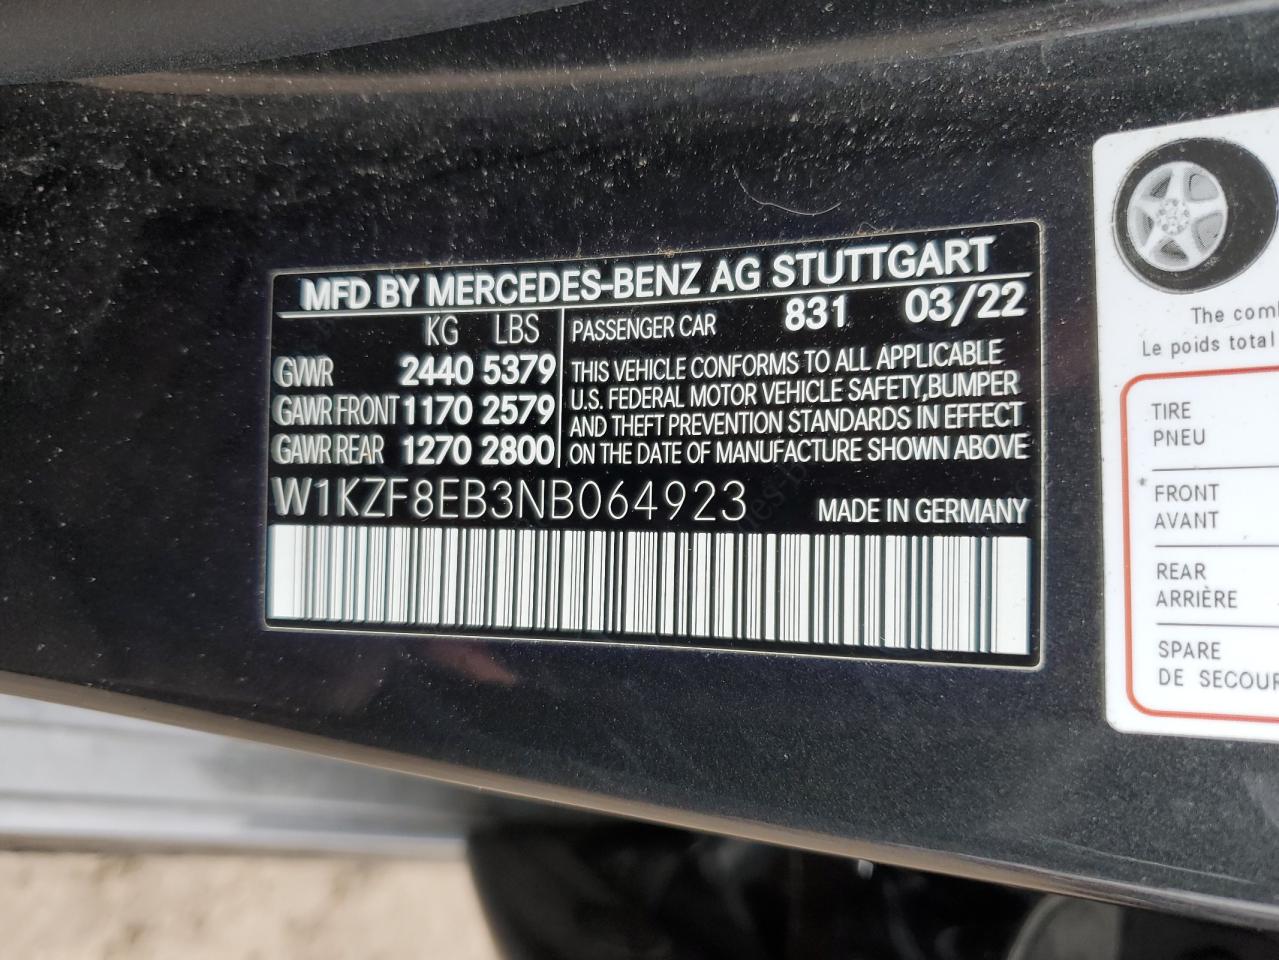 MFD BY MERCEDES-BENZ AG STUTTGART
KG LBS
GWR 2440 5379
GAWR FRONT 1170 2579
GAWR REAR 1270 2800
PASSENGER CAR 831 03/22
THIS VEHICLE CONFORMS TO ALL APPLICABLE
U.S. FEDERAL MOTOR VEHICLE SAFETY,BUMPER
AND THEFT PREVENTION STANDARDS IN EFFECT
ON THE DATE OF MANUFACTURE SHOWN ABOVE
W1KZF8EB3NB064923
MADE IN GERMANY
The
Le poids total
TIRE
PNEU
* FRONT
AVANT
REAR
ARRIÈRE
SPARE
DE